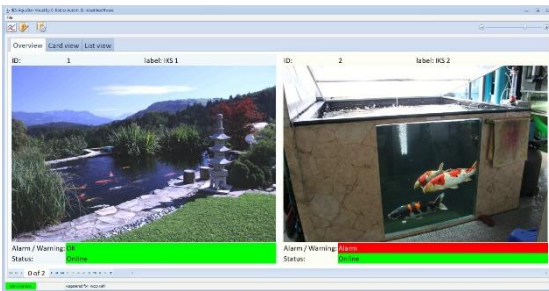 File
Overview Card view List view
ID: 1 label: IKS 1
ID: 2 label: IKS 2
Alarm / Warning: OK
Status: Online
Alarm / Warning: Alarm
Status: Online
0 of 2